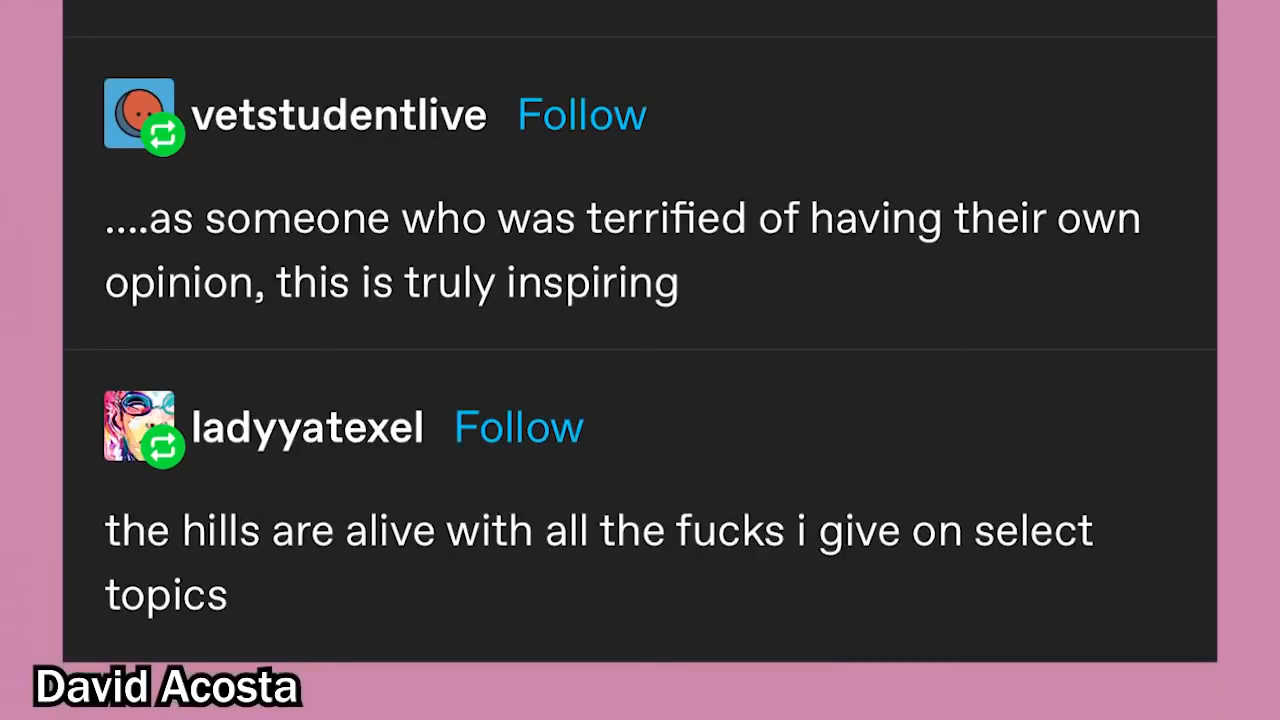 vetstudentlive Follow
....as someone who was terrified of having their own
opinion, this is truly inspiring
ladyyatexel Follow
the hills are alive with all the fucks i give on select
topics
David Acosta